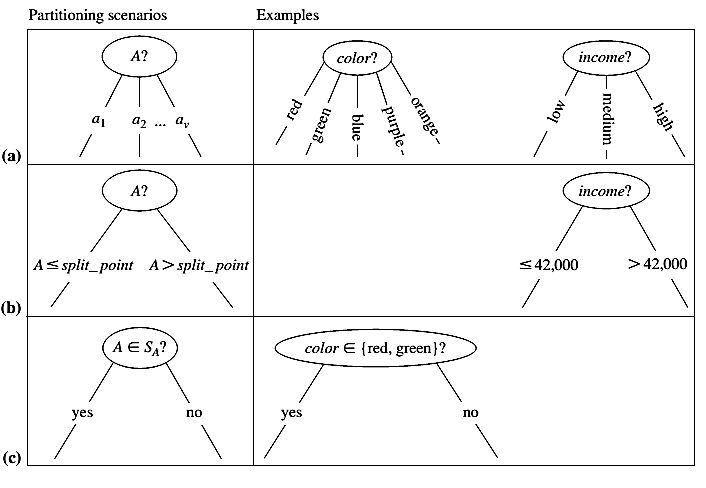 Partitioning scenarios Examples
A? color? income?
a1 a2 ... av red green blue purple orange low medium high
(a)
A? income?
A ≤ split_point A > split_point ≤ 42,000 > 42,000
(b)
A ∈ SA? color ∈ {red, green}?
yes no yes no
(c)